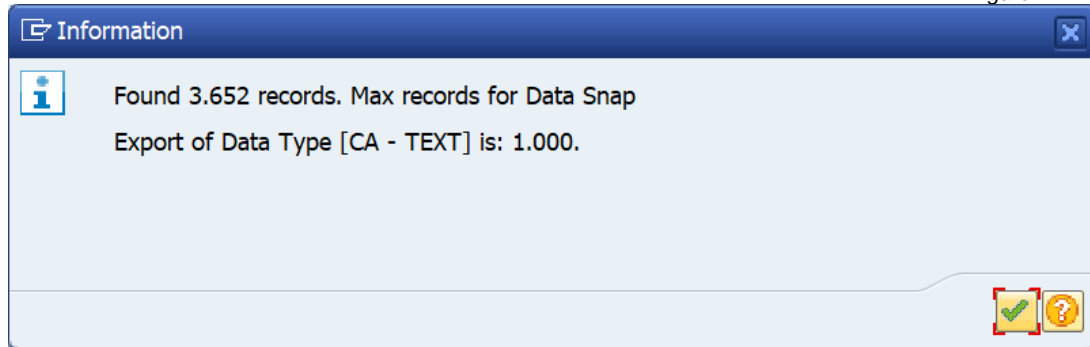 Information
Found 3.652 records. Max records for Data Snap
Export of Data Type [CA - TEXT] is: 1.000.